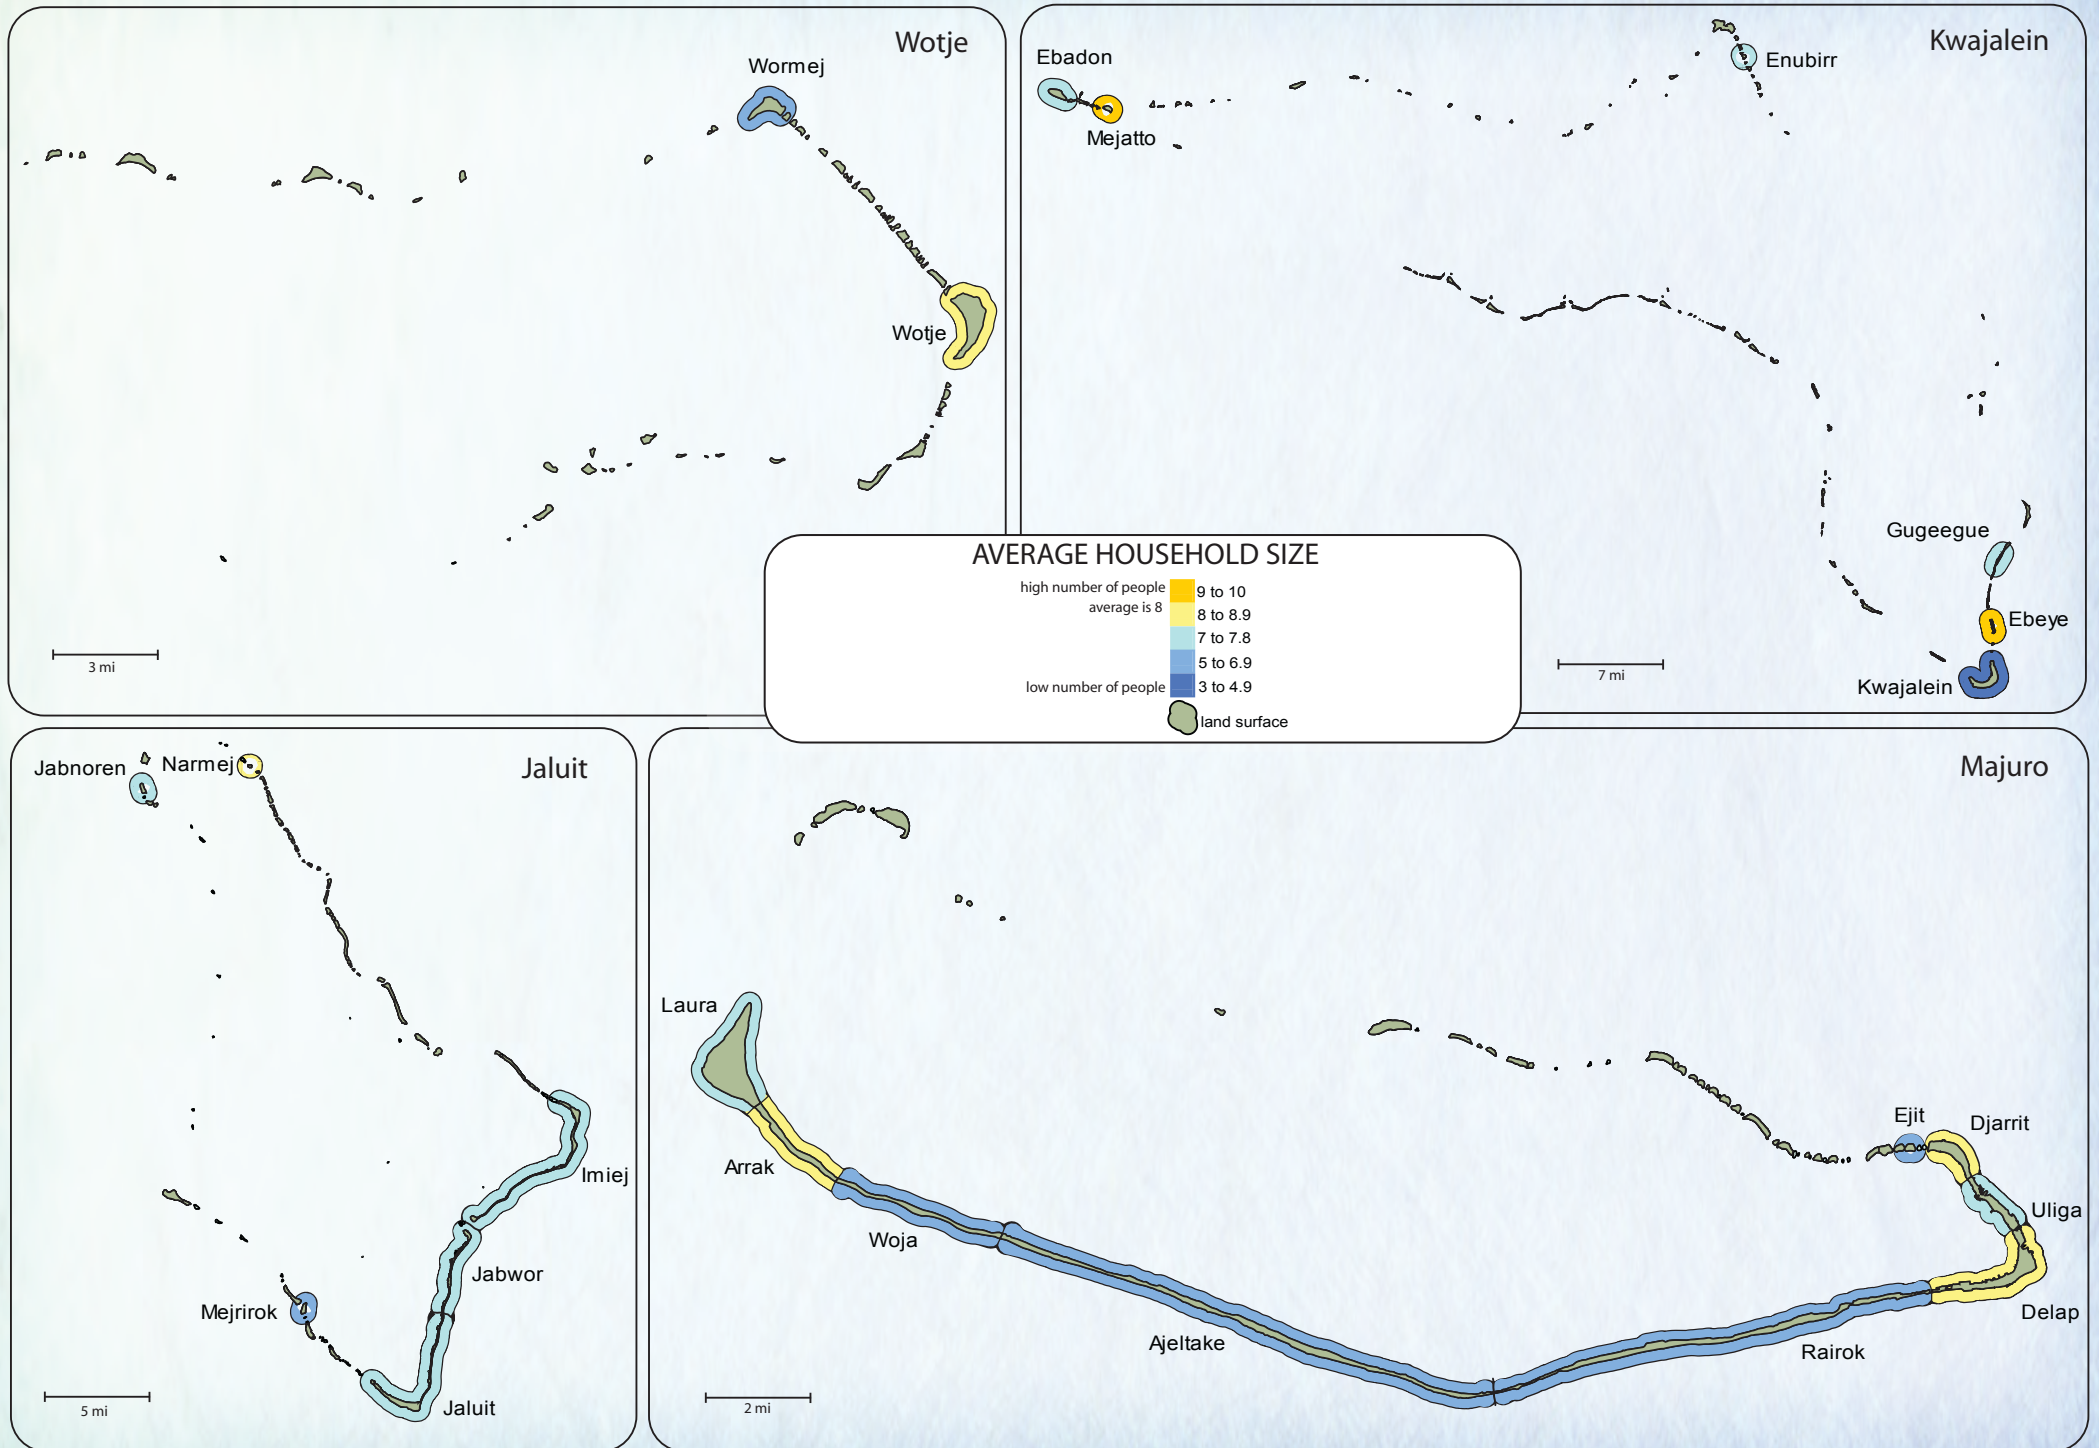 Wotje
Wormej
Wotje
3 mi
Kwajalein
Ebadon
Mejatto
Enubirr
Gugeegue
Ebeye
Kwajalein
7 mi
AVERAGE HOUSEHOLD SIZE
high number of people 9 to 10
average is 8 8 to 8.9
7 to 7.8
5 to 6.9
low number of people 3 to 4.9
land surface
Jaluit
Jabnoren
Narmej
Imiej
Jabwor
Mejrirok
Jaluit
5 mi
Majuro
Laura
Arrak
Woja
Ajeltake
Ejit
Djarrit
Uliga
Delap
Rairok
2 mi